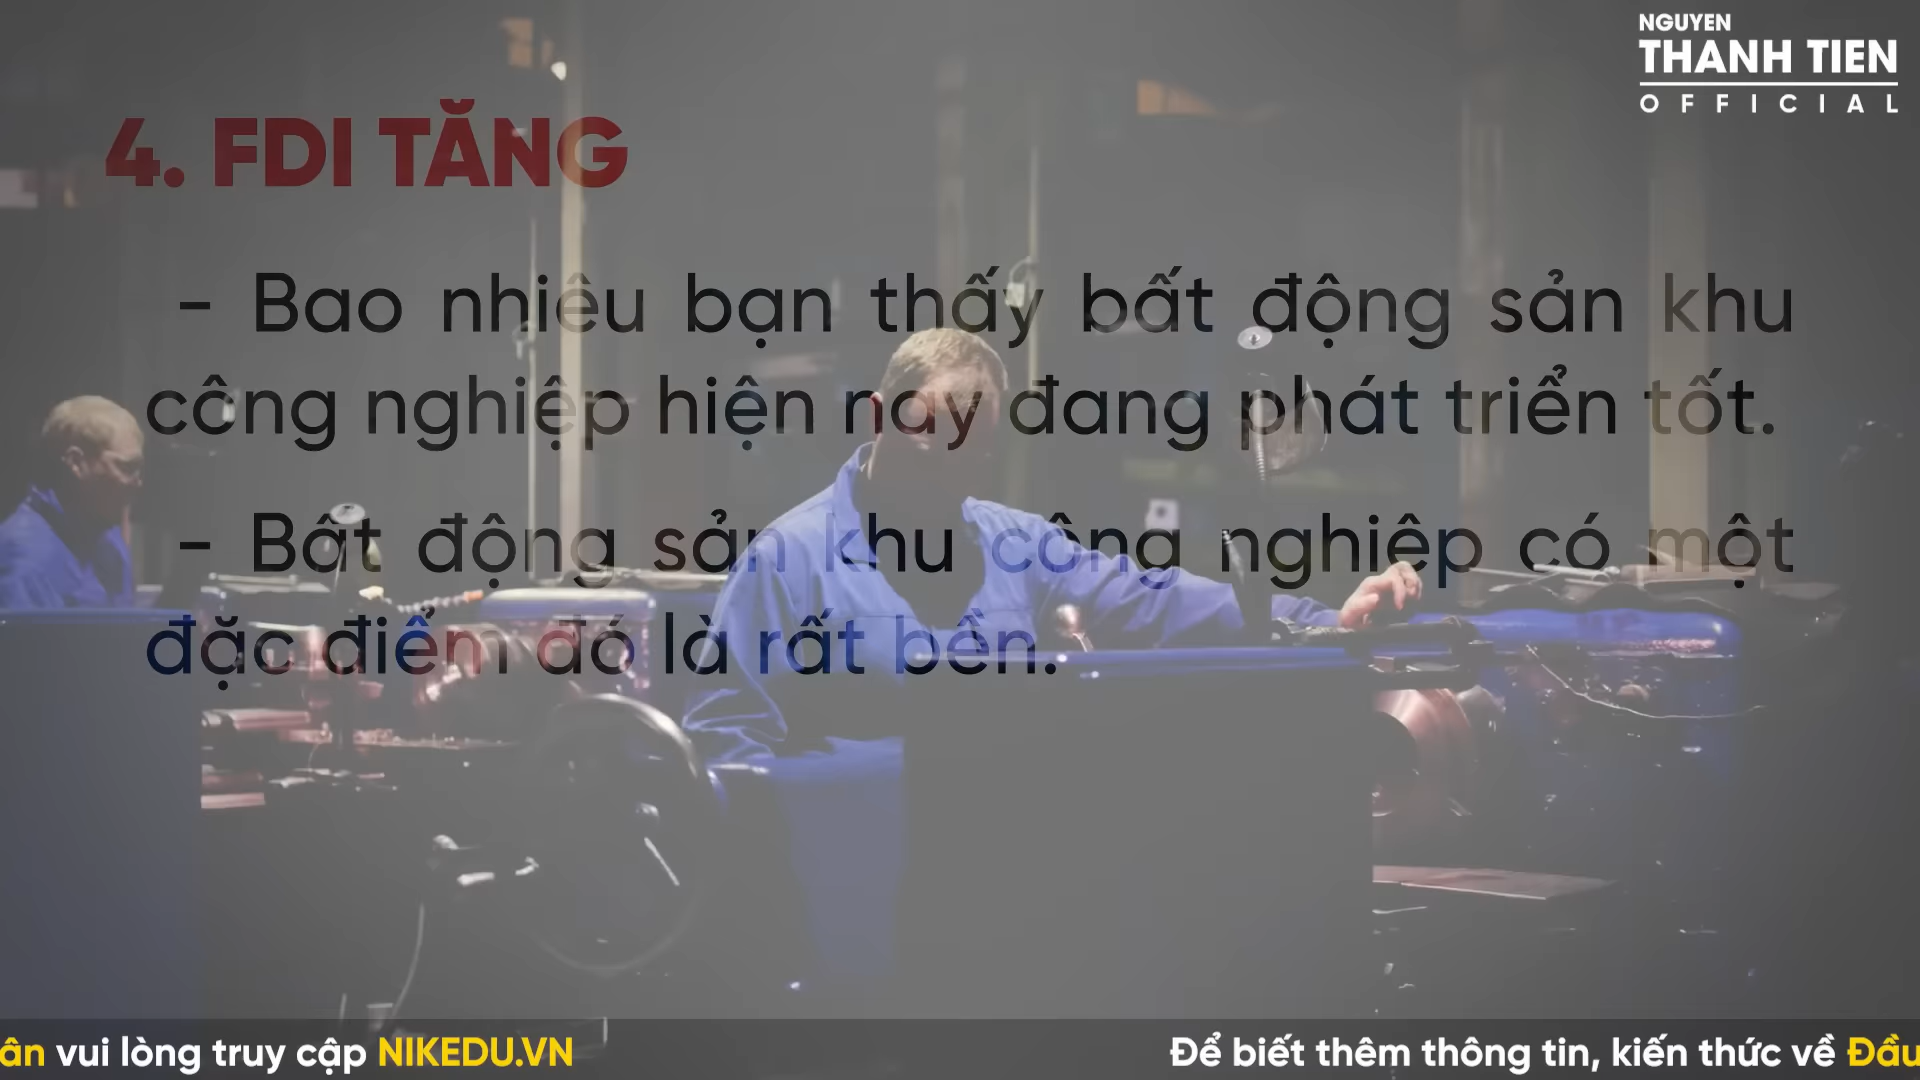 NGUYEN
THANH TIEN
OFFICIAL
4. FDI TĂNG
- Bao nhiêu bạn thấy bất động sản khu
công nghiệp hiện nay đang phát triển tốt.
- Bất động sản khu công nghiệp có một
đặc điểm đó là rất bền.
ân vui lòng truy cập NIKEDU.VN
Để biết thêm thông tin, kiến thức về Đầu